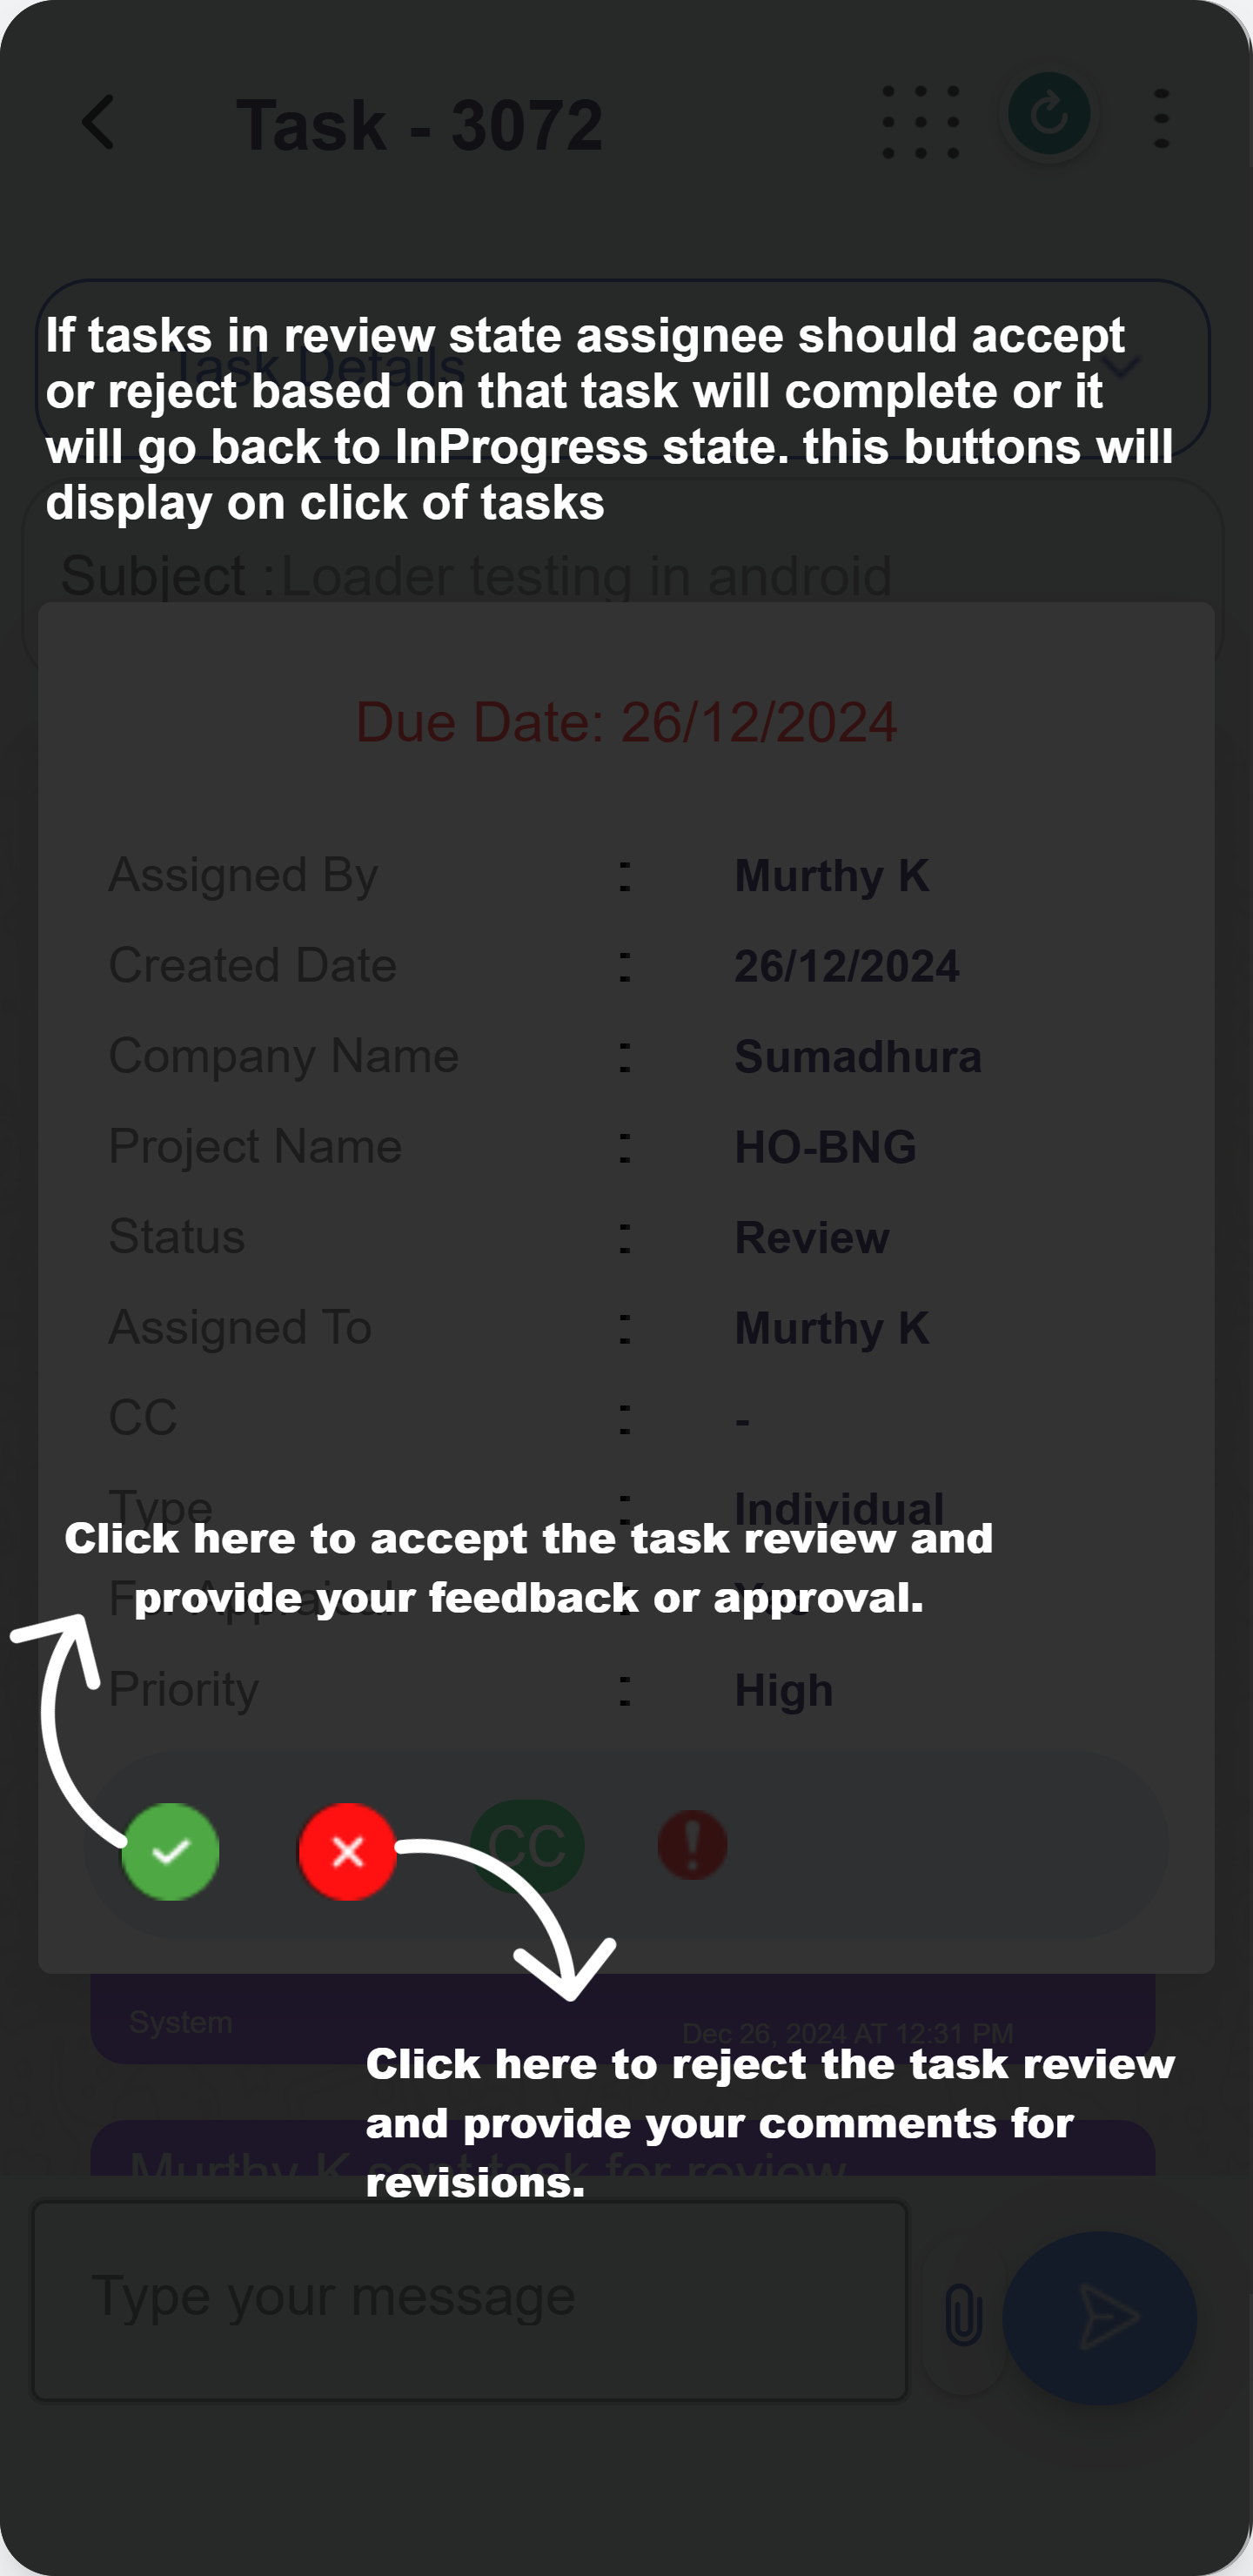 Task - 3072
Task Details
If tasks in review state assignee should accept
or reject based on that task will complete or it
will go back to InProgress state. this buttons will
display on click of tasks
Subject : Loader testing in android
Due Date: 26/12/2024
Assigned By : Murthy K
Created Date : 26/12/2024
Company Name : Sumadhura
Project Name : HO-BNG
Status : Review
Assigned To : Murthy K
CC : -
Type : Individual
Click here to accept the task review and
For Appraisal :
provide your feedback or approval.
Priority : High
CC
System Dec 26, 2024 AT 12:31 PM
Click here to reject the task review
and provide your comments for
Murthy K sent task for review
revisions.
Type your message